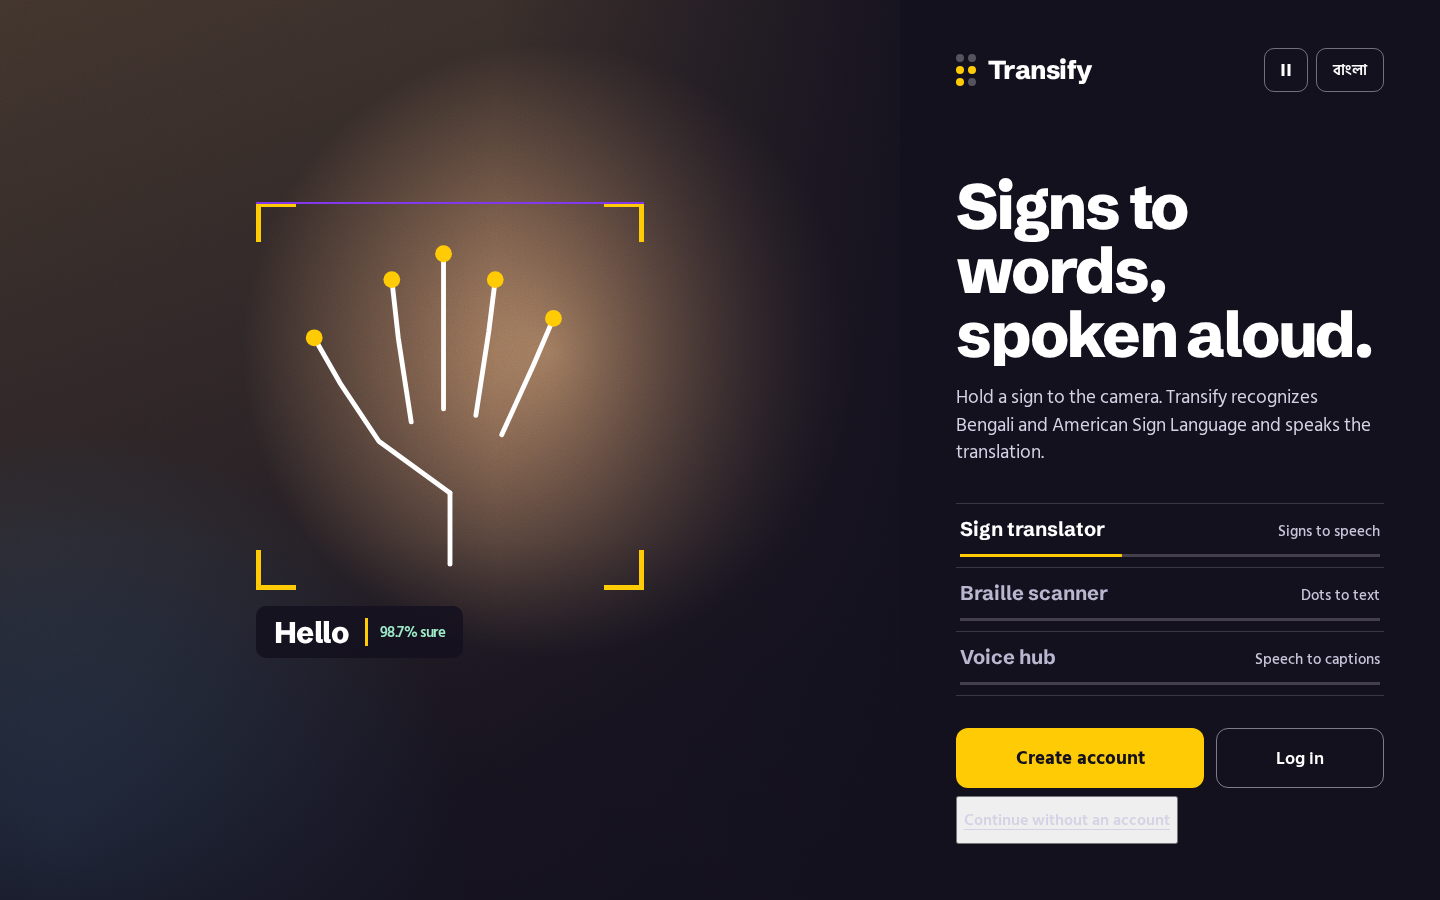 Transify
বাংলা
Signs to
words,
spoken aloud.
Hold a sign to the camera. Transify recognizes
Bengali and American Sign Language and speaks the
translation.
Sign translator
Signs to speech
Braille scanner
Dots to text
Voice hub
Speech to captions
Create account
Log in
Continue without an account
Hello
98.7% sure